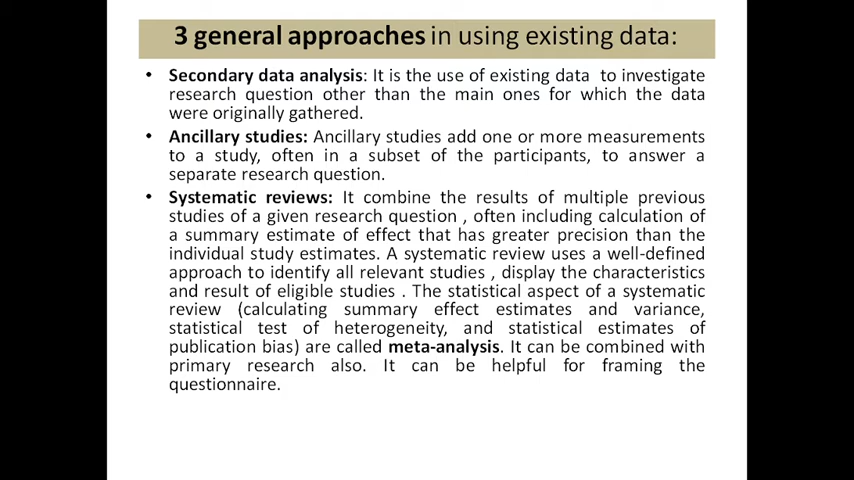 3 general approaches in using existing data:
• Secondary data analysis: It is the use of existing data to investigate
research question other than the main ones for which the data
were originally gathered.
• Ancillary studies: Ancillary studies add one or more measurements
to a study, often in a subset of the participants, to answer a
separate research question.
• Systematic reviews: It combine the results of multiple previous
studies of a given research question , often including calculation of
a summary estimate of effect that has greater precision than the
individual study estimates. A systematic review uses a well-defined
approach to identify all relevant studies , display the characteristics
and result of eligible studies . The statistical aspect of a systematic
review (calculating summary effect estimates and variance,
statistical test of heterogeneity, and statistical estimates of
publication bias) are called meta-analysis. It can be combined with
primary research also. It can be helpful for framing the
questionnaire.